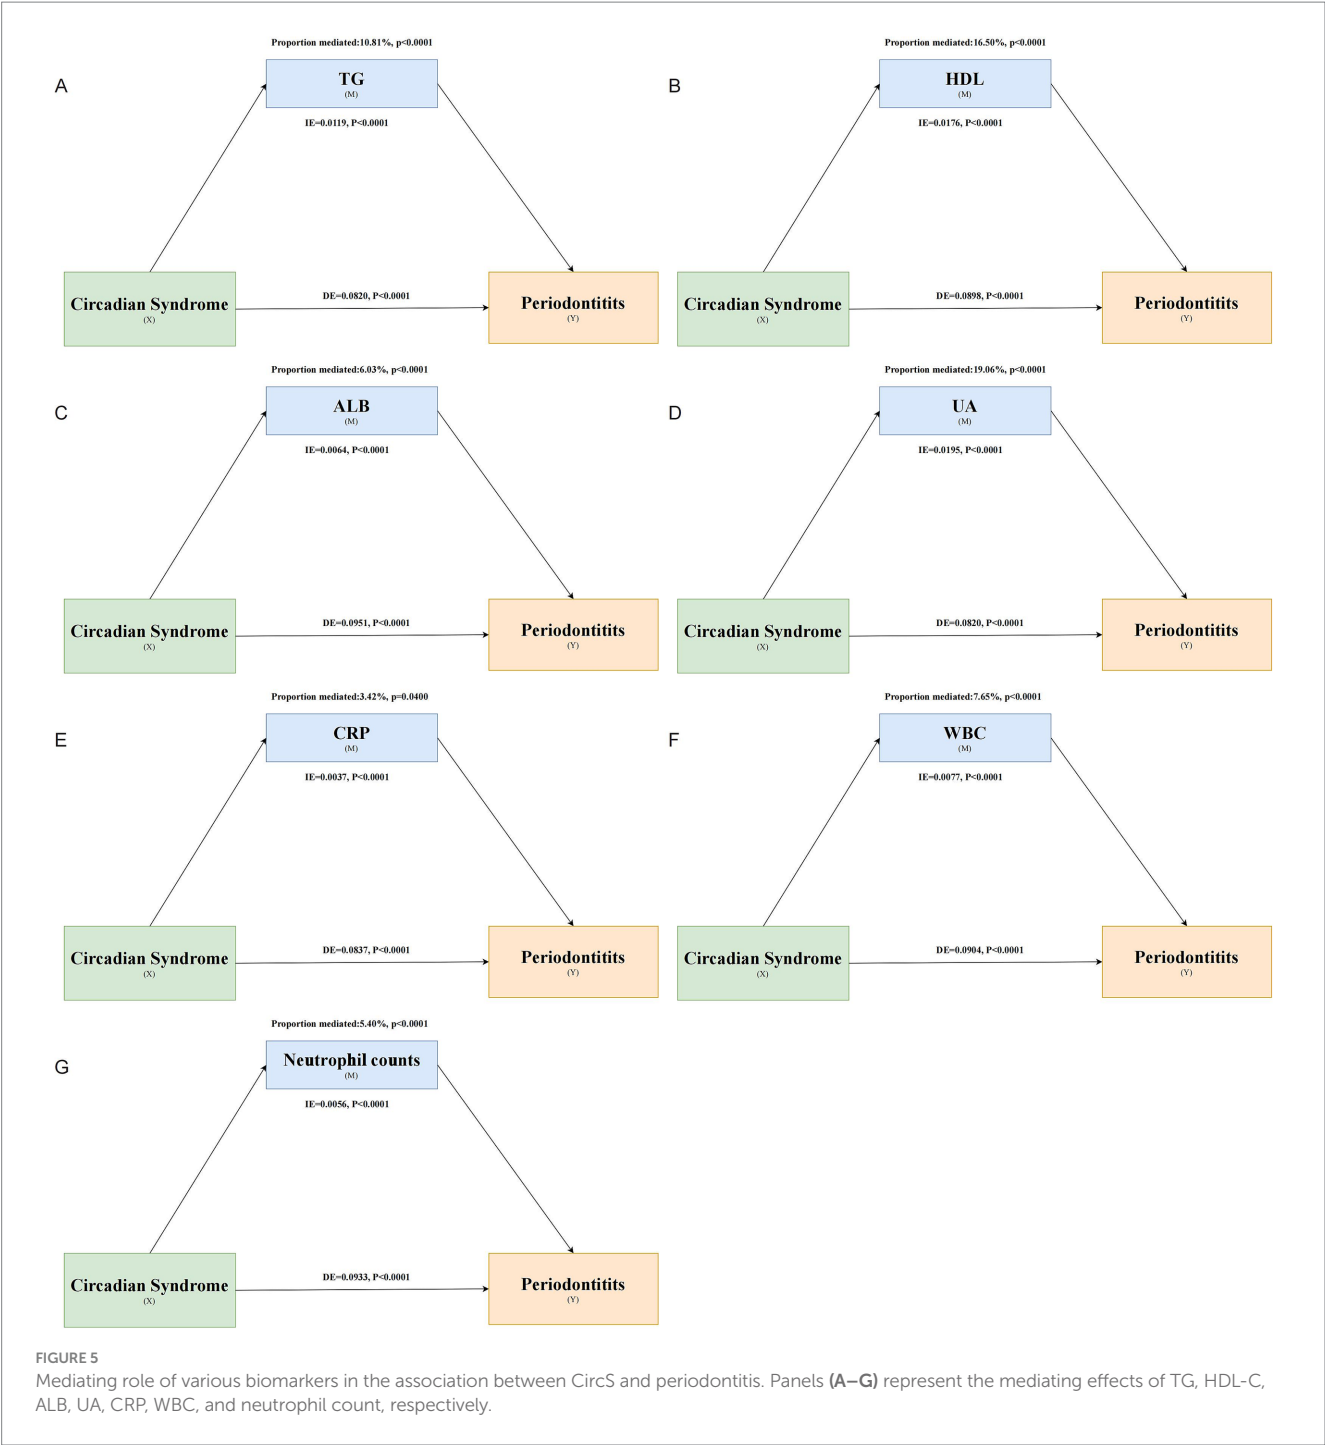 Proportion mediated:10.81%, p<0.0001
A
TG
(M)
IE=0.0119, P<0.0001
Circadian Syndrome
(X)
DE=0.0820, P<0.0001
Periodontitits
(Y)
Proportion mediated:16.50%, p<0.0001
B
HDL
(M)
IE=0.0176, P<0.0001
Circadian Syndrome
(X)
DE=0.0898, P<0.0001
Periodontitits
(Y)
Proportion mediated:6.03%, p<0.0001
C
ALB
(M)
IE=0.0064, P<0.0001
Circadian Syndrome
(X)
DE=0.0951, P<0.0001
Periodontitits
(Y)
Proportion mediated:19.06%, p<0.0001
D
UA
(M)
IE=0.0195, P<0.0001
Circadian Syndrome
(X)
DE=0.0820, P<0.0001
Periodontitits
(Y)
Proportion mediated:3.42%, p=0.0400
E
CRP
(M)
IE=0.0037, P<0.0001
Circadian Syndrome
(X)
DE=0.0837, P<0.0001
Periodontitits
(Y)
Proportion mediated:7.65%, p<0.0001
F
WBC
(M)
IE=0.0077, P<0.0001
Circadian Syndrome
(X)
DE=0.0904, P<0.0001
Periodontitits
(Y)
Proportion mediated:5.40%, p<0.0001
G
Neutrophil counts
(M)
IE=0.0056, P<0.0001
Circadian Syndrome
(X)
DE=0.0933, P<0.0001
Periodontitits
(Y)
FIGURE 5
Mediating role of various biomarkers in the association between CircS and periodontitis. Panels (A–G) represent the mediating effects of TG, HDL-C,
ALB, UA, CRP, WBC, and neutrophil count, respectively.